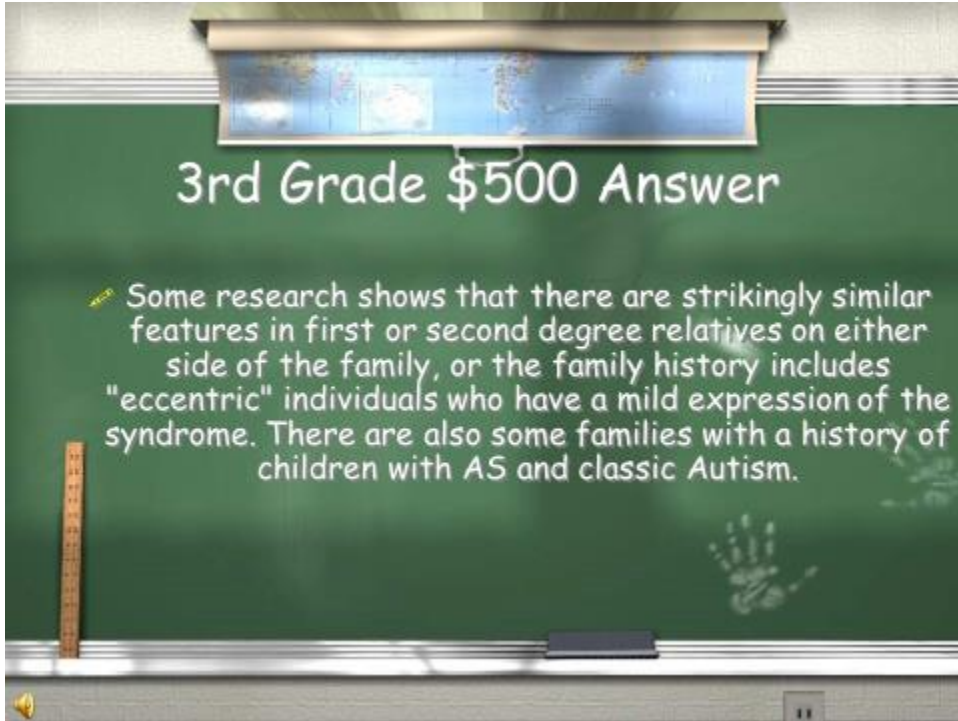 3rd Grade $500 Answer
Some research shows that there are strikingly similar
features in first or second degree relatives on either
side of the family, or the family history includes
"eccentric" individuals who have a mild expression of the
syndrome. There are also some families with a history of
children with AS and classic Autism.